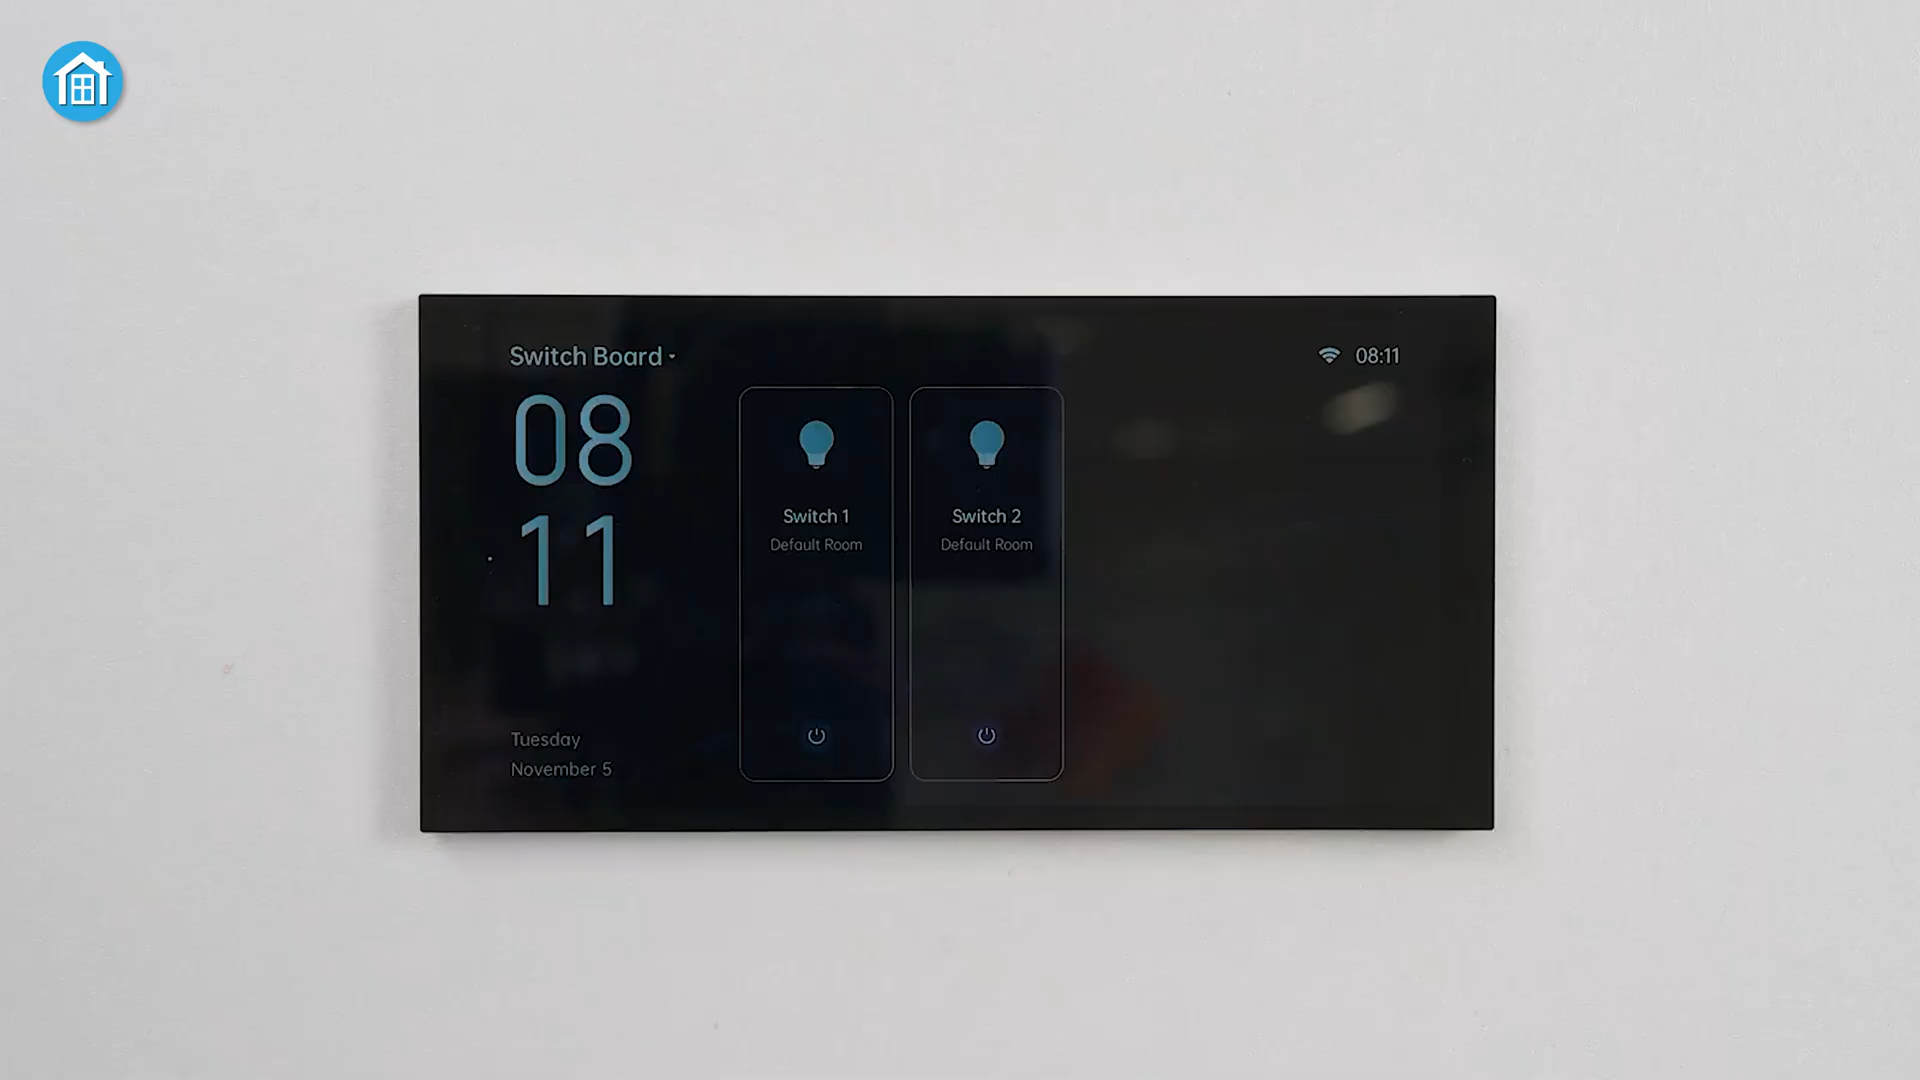 Switch Board
08:11
08
11
Switch 1
Default Room
Switch 2
Default Room
Tuesday
November 5